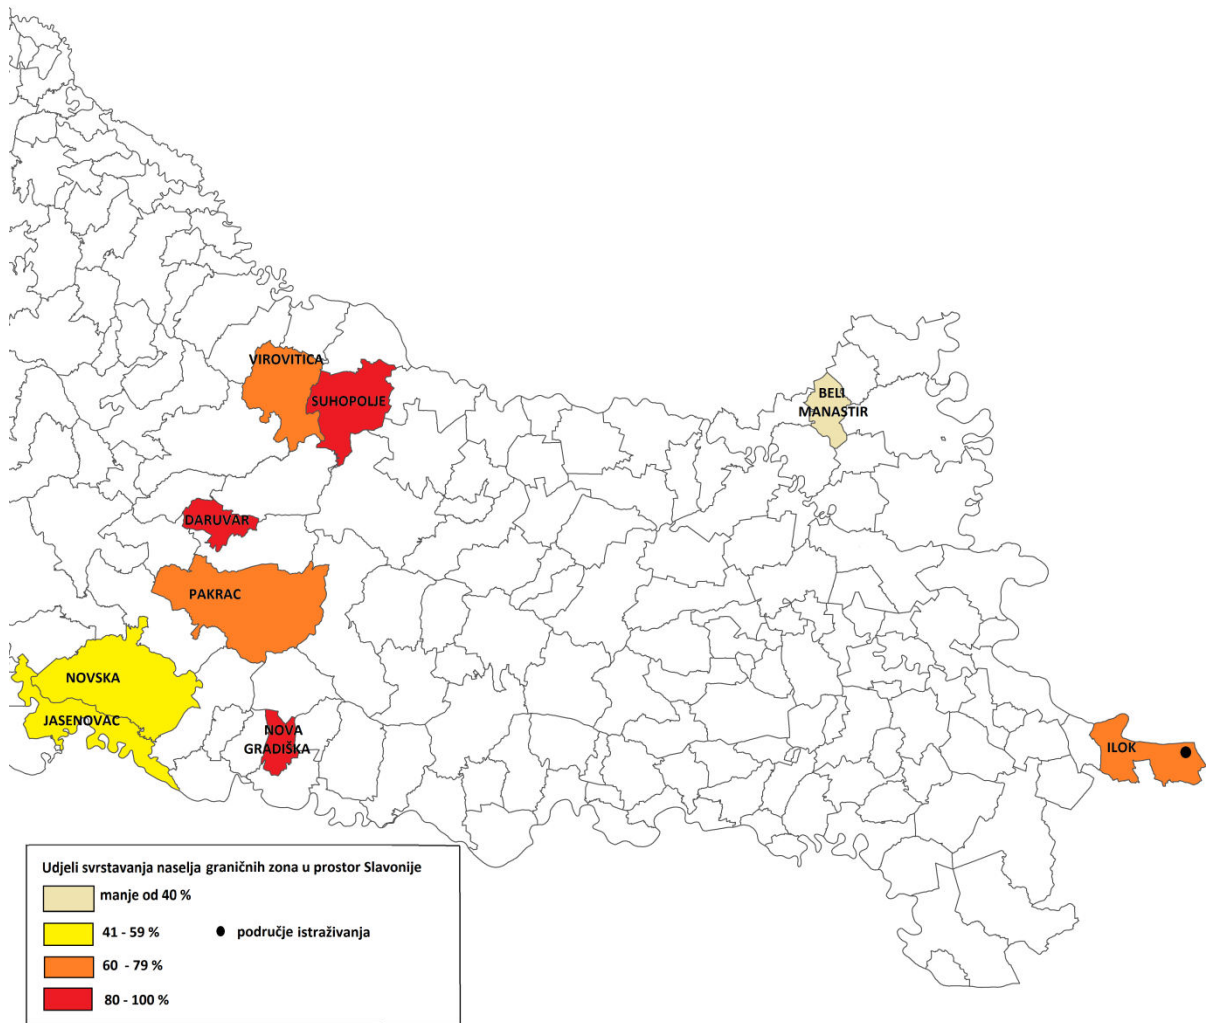 VIROVITICA
SUHOPOLJE
BELI
MANASTIR
DARUVAR
PAKRAC
NOVSKA
JASENOVAC
NOVA
GRADIŠKA
ILOK
Udjeli svrstavanja naselja graničnih zona u prostor Slavonije
manje od 40 %
41 - 59 %
područje istraživanja
60 - 79 %
80 - 100 %